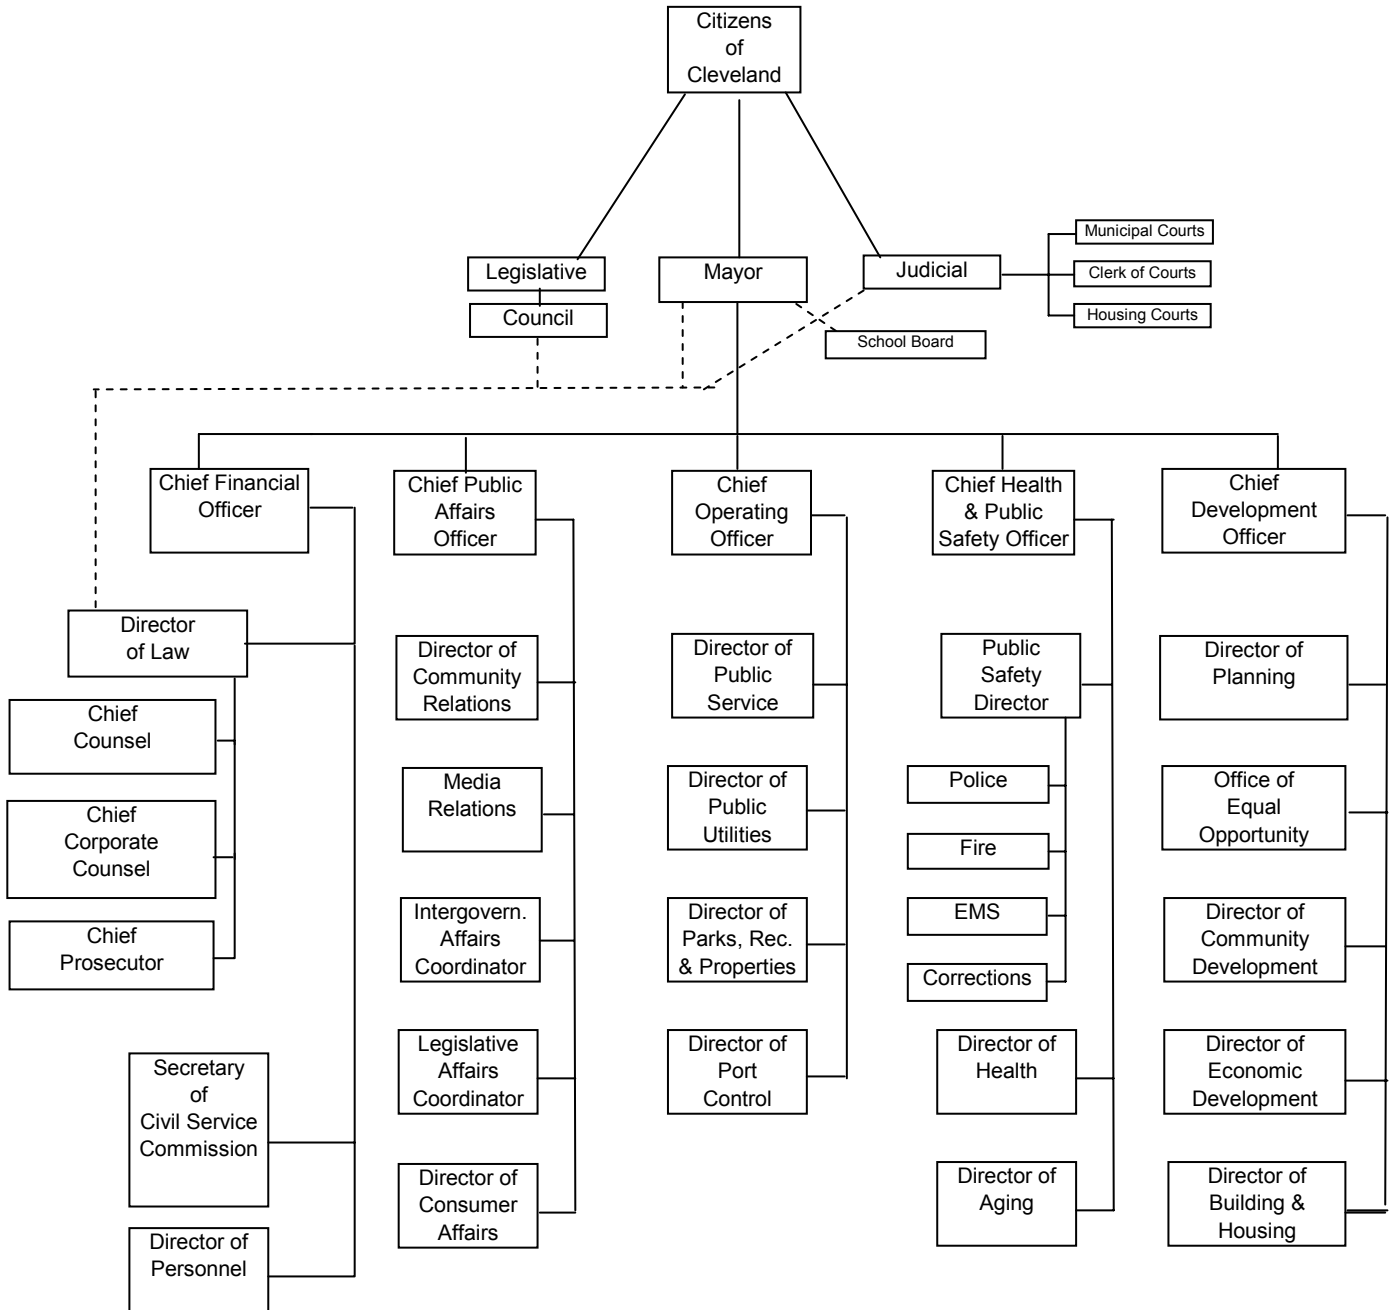 Citizens
of
Cleveland
Municipal Courts
Legislative
Mayor
Judicial
Clerk of Courts
Council
Housing Courts
School Board
Chief Financial
Officer
Chief Public
Affairs
Officer
Chief
Operating
Officer
Chief Health
& Public
Safety Officer
Chief
Development
Officer
Director
of Law
Chief
Counsel
Chief
Corporate
Counsel
Chief
Prosecutor
Secretary
of
Civil Service
Commission
Director of
Personnel
Director of
Community
Relations
Media
Relations
Intergovern.
Affairs
Coordinator
Legislative
Affairs
Coordinator
Director of
Consumer
Affairs
Director of
Public
Service
Director of
Public
Utilities
Director of
Parks, Rec.
& Properties
Director of
Port
Control
Public
Safety
Director
Police
Fire
EMS
Corrections
Director of
Health
Director of
Aging
Director of
Planning
Office of
Equal
Opportunity
Director of
Community
Development
Director of
Economic
Development
Director of
Building &
Housing